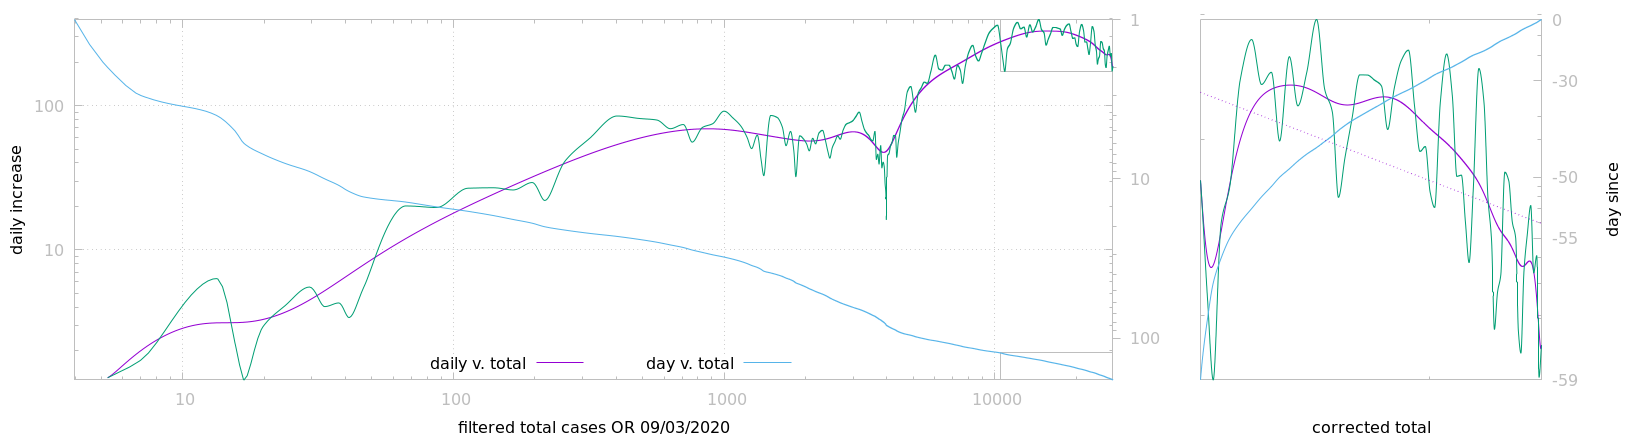 1
0
-30
100
10
-50
-55
10
100
-59
daily increase
day since
daily v. total
day v. total
10
100
1000
10000
filtered total cases OR 09/03/2020
corrected total